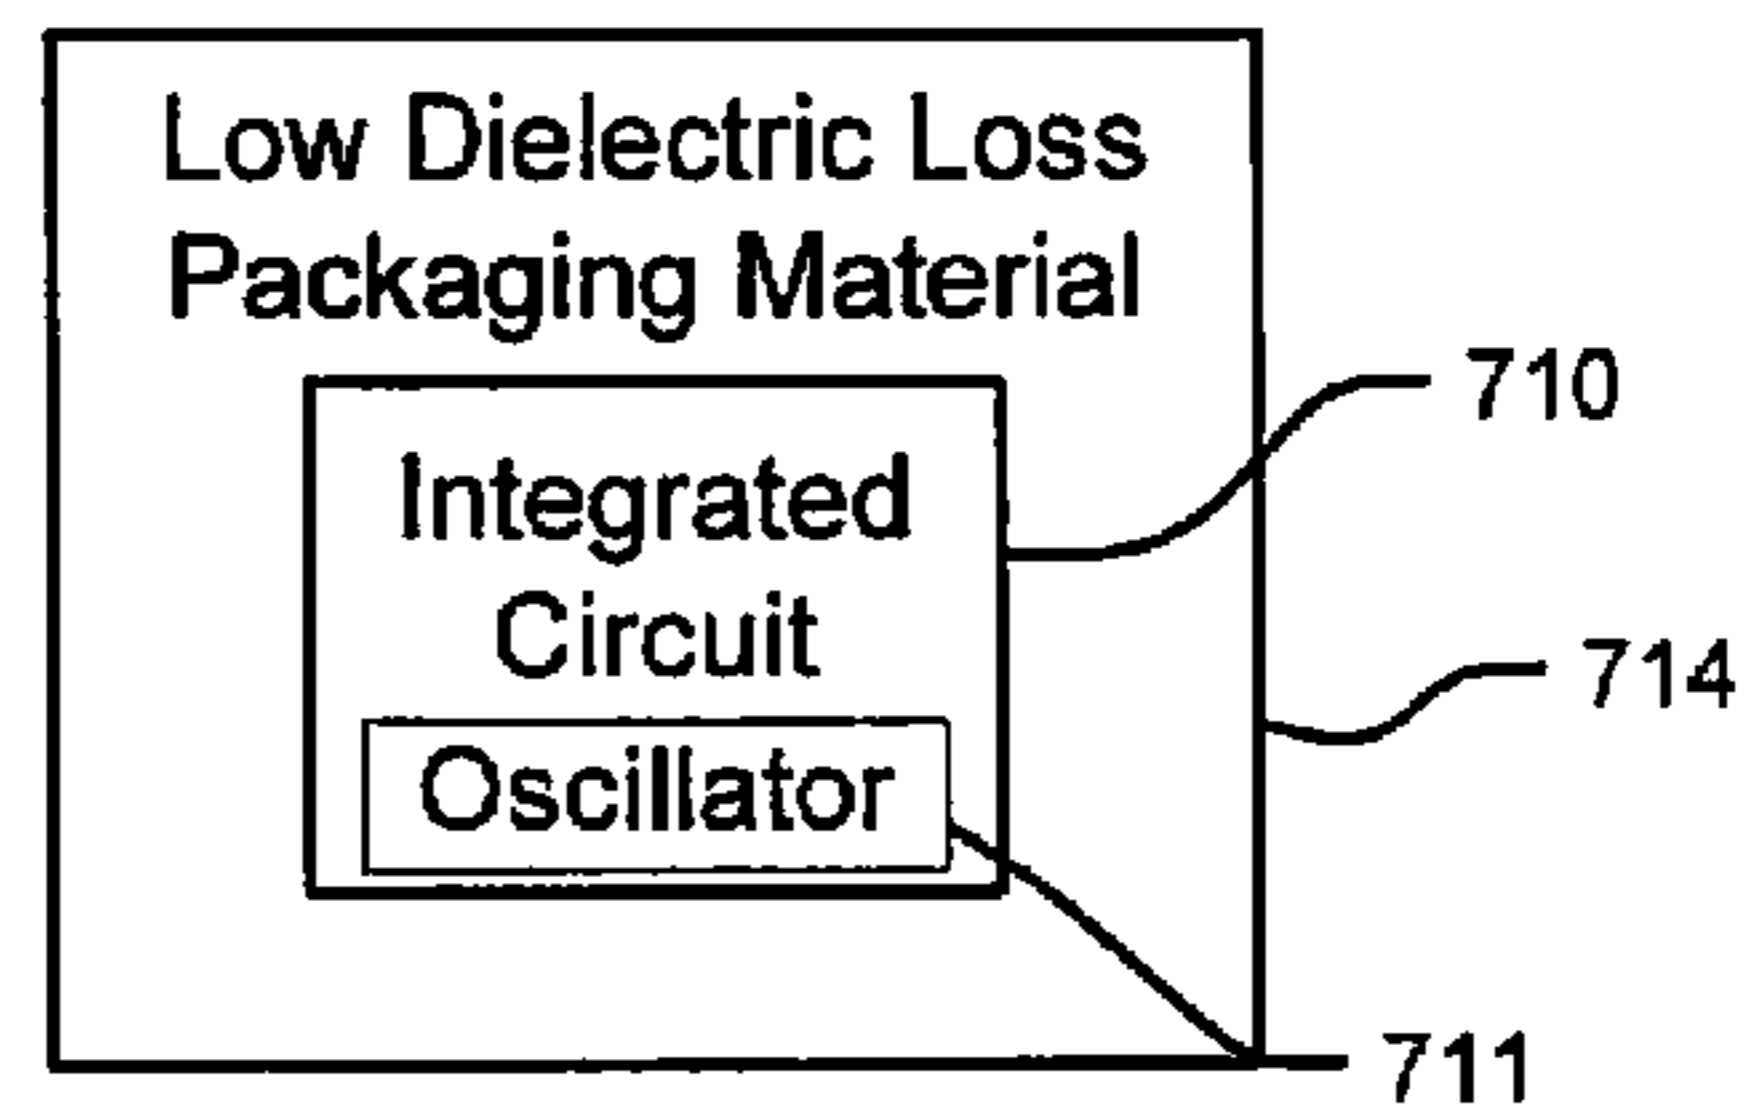 Low Dielectric Loss
Packaging Material
710
Integrated
Circuit
714
Oscillator
711